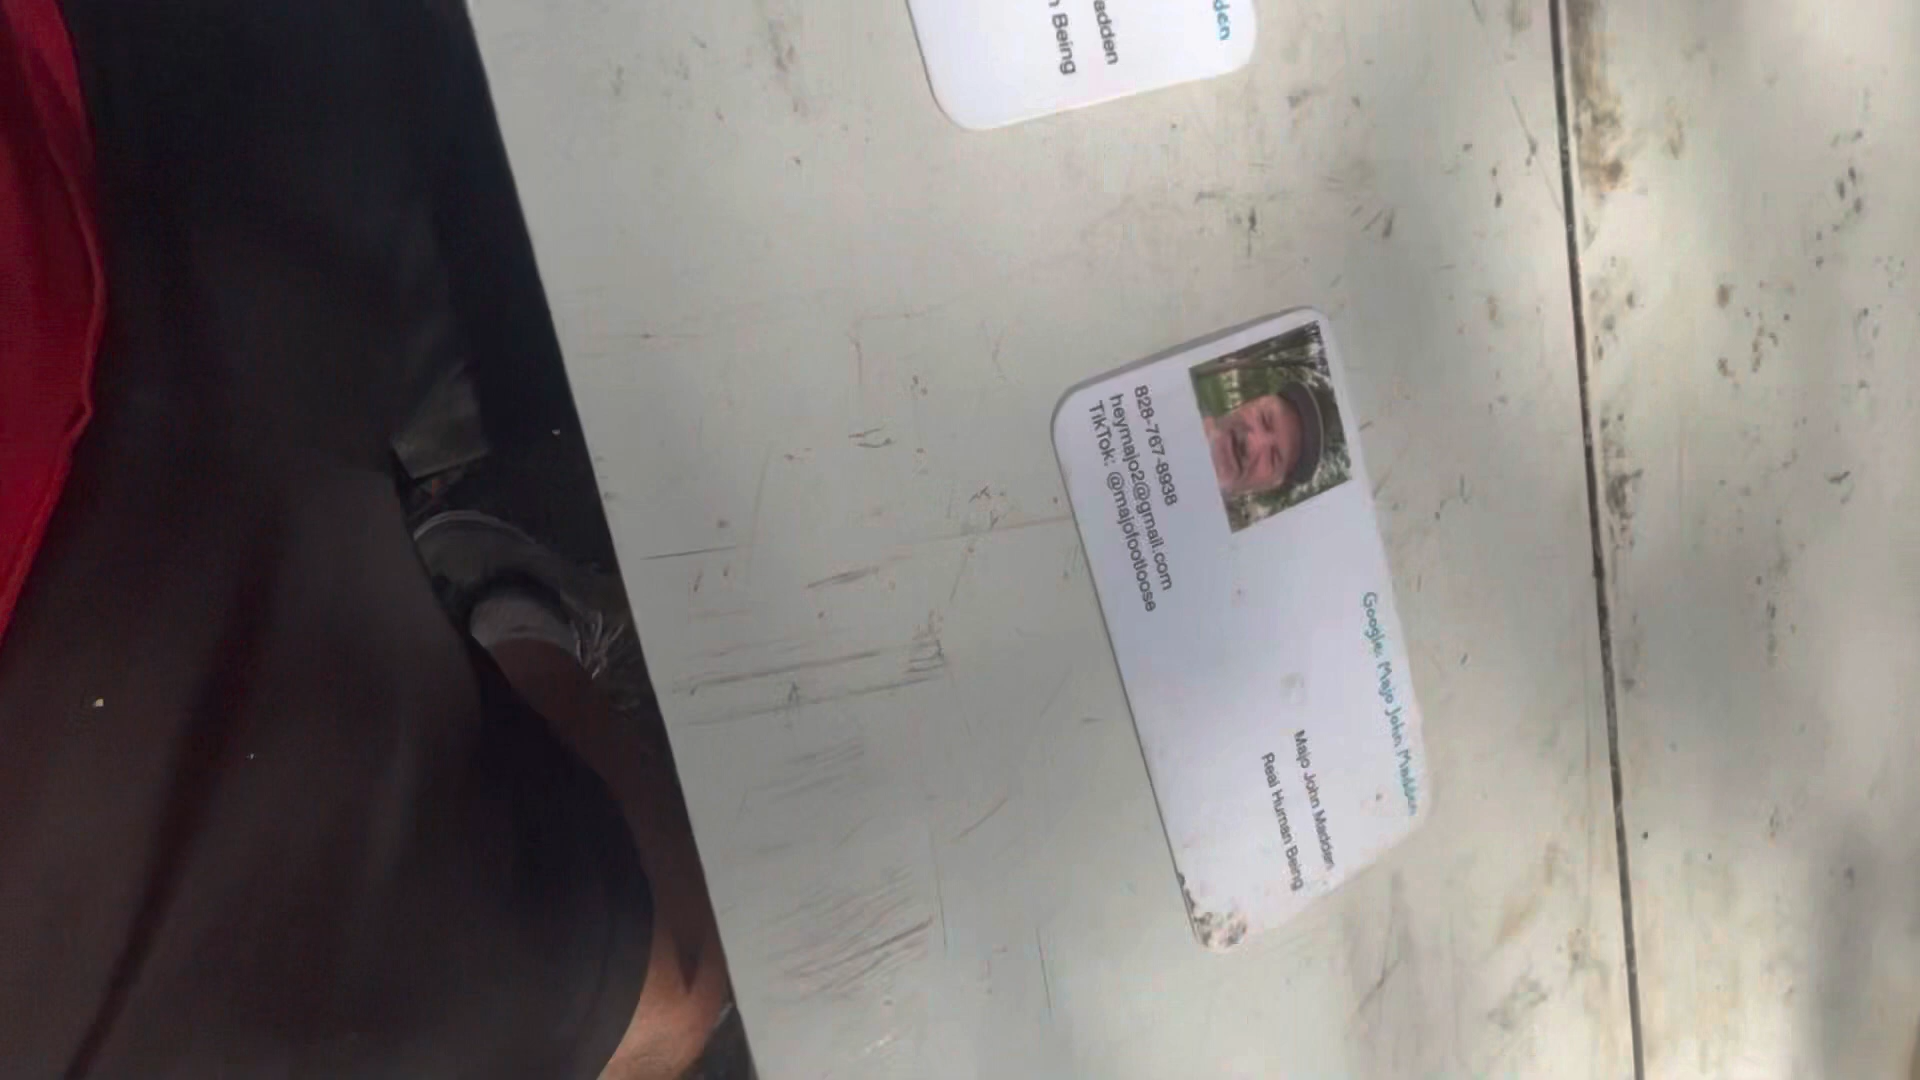 dden
adden
n Being
Google: Majo John Madden
Majo John Madden
Real Human Being
828-767-8938
heymajo2@gmail.com
TikTok: @majofootloose